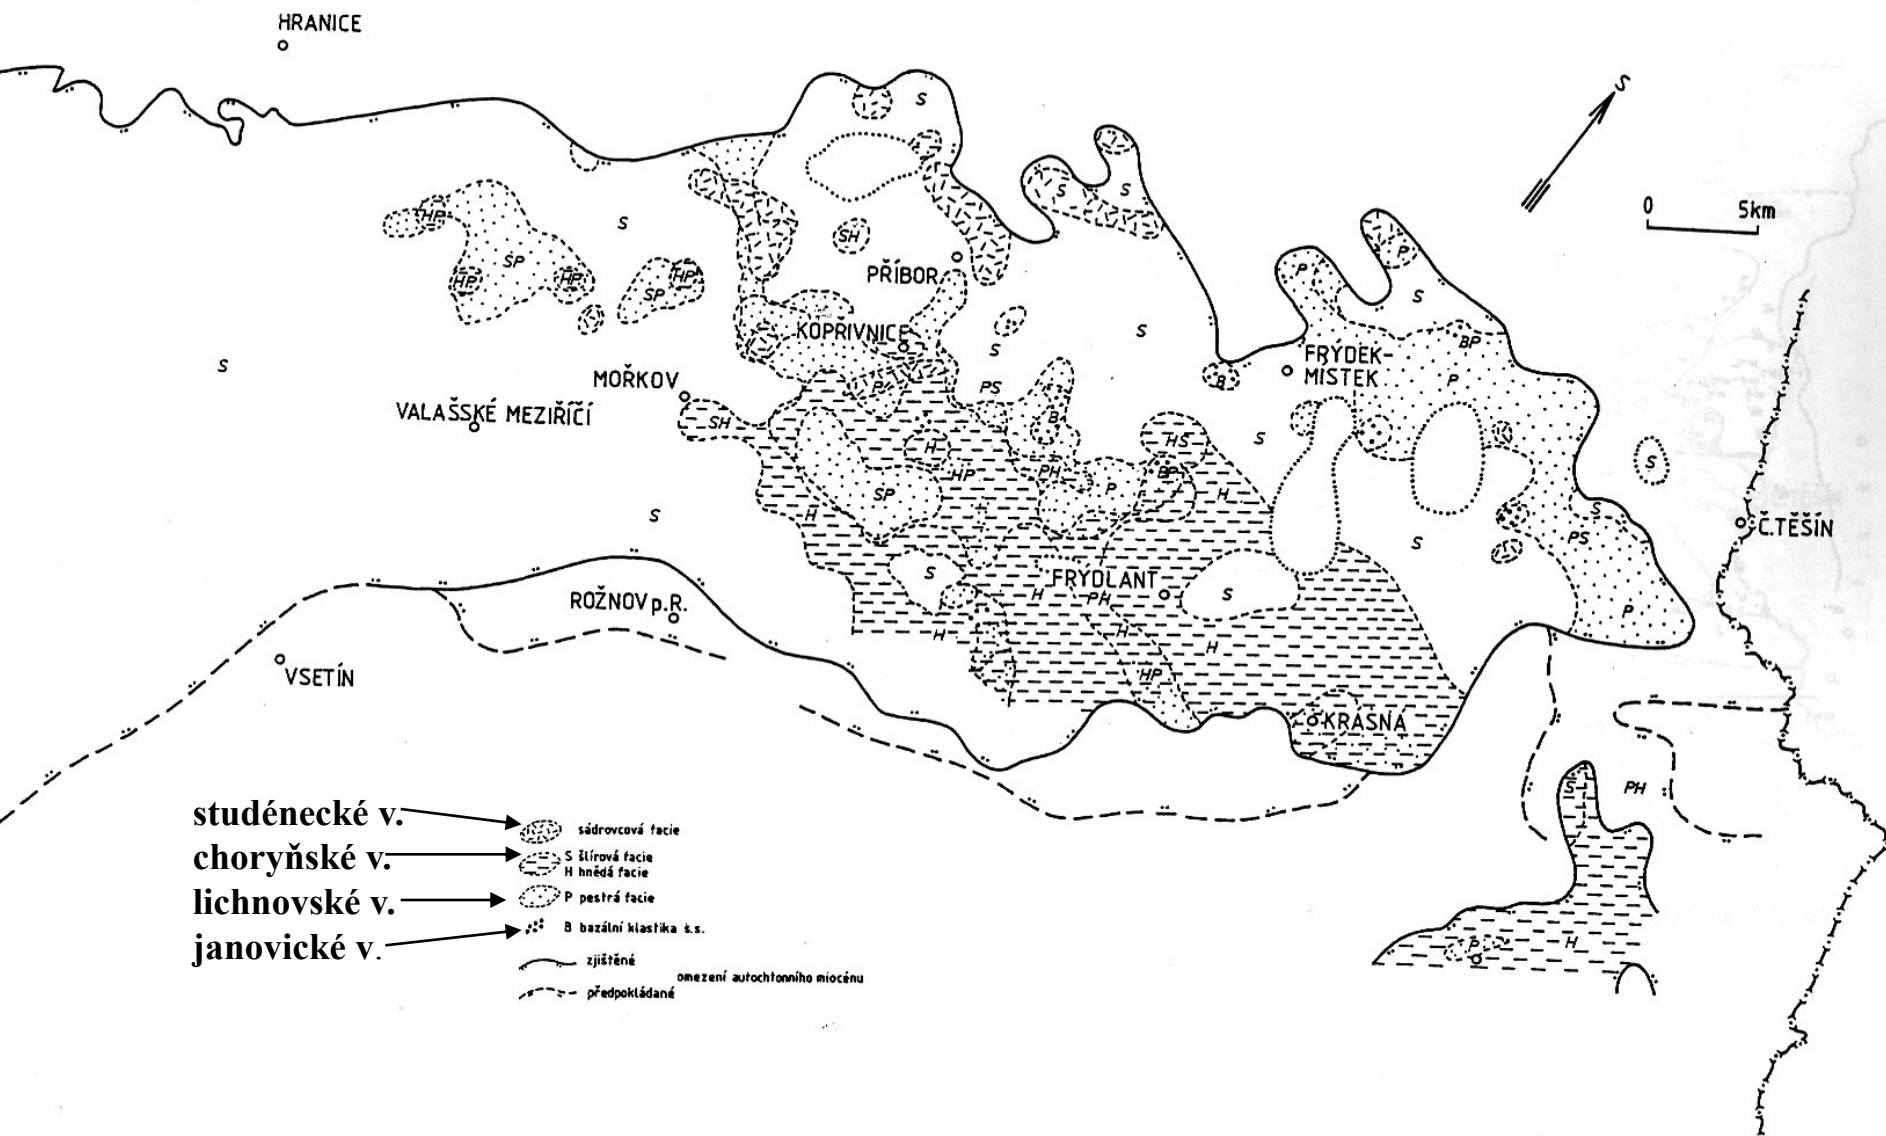 HRANICE
S
S
0 5km
S
S
S
HP
S
SH
P
SP
PŘÍBOR
P
HP
HP
HP
SP
S
KOPŘIVNICE
S
BP
S
FRÝDEK-
MÍSTEK
P
S
MOŘKOV
P
PS
B
VALAŠSKÉ MEZIŘÍČÍ
SH
B
H
HS
S
S
HP
PH
BP
SP
P
H
S
H
S
Č.TĚŠÍN
PS
S
S
FRÝDLANT
H
PH
S
ROŽNOV p.R.
P
H
H
H
VSETÍN
HP
KRÁSNÁ
S
PH
studénecké v.
sádrovcová facie
choryňské v.
S šlírová facie
H hnědá facie
lichnovské v.
P pestrá facie
janovické v.
B bazální klastika š.s.
P
H
zjištěné
omezení autochtonního miocénu
předpokládané